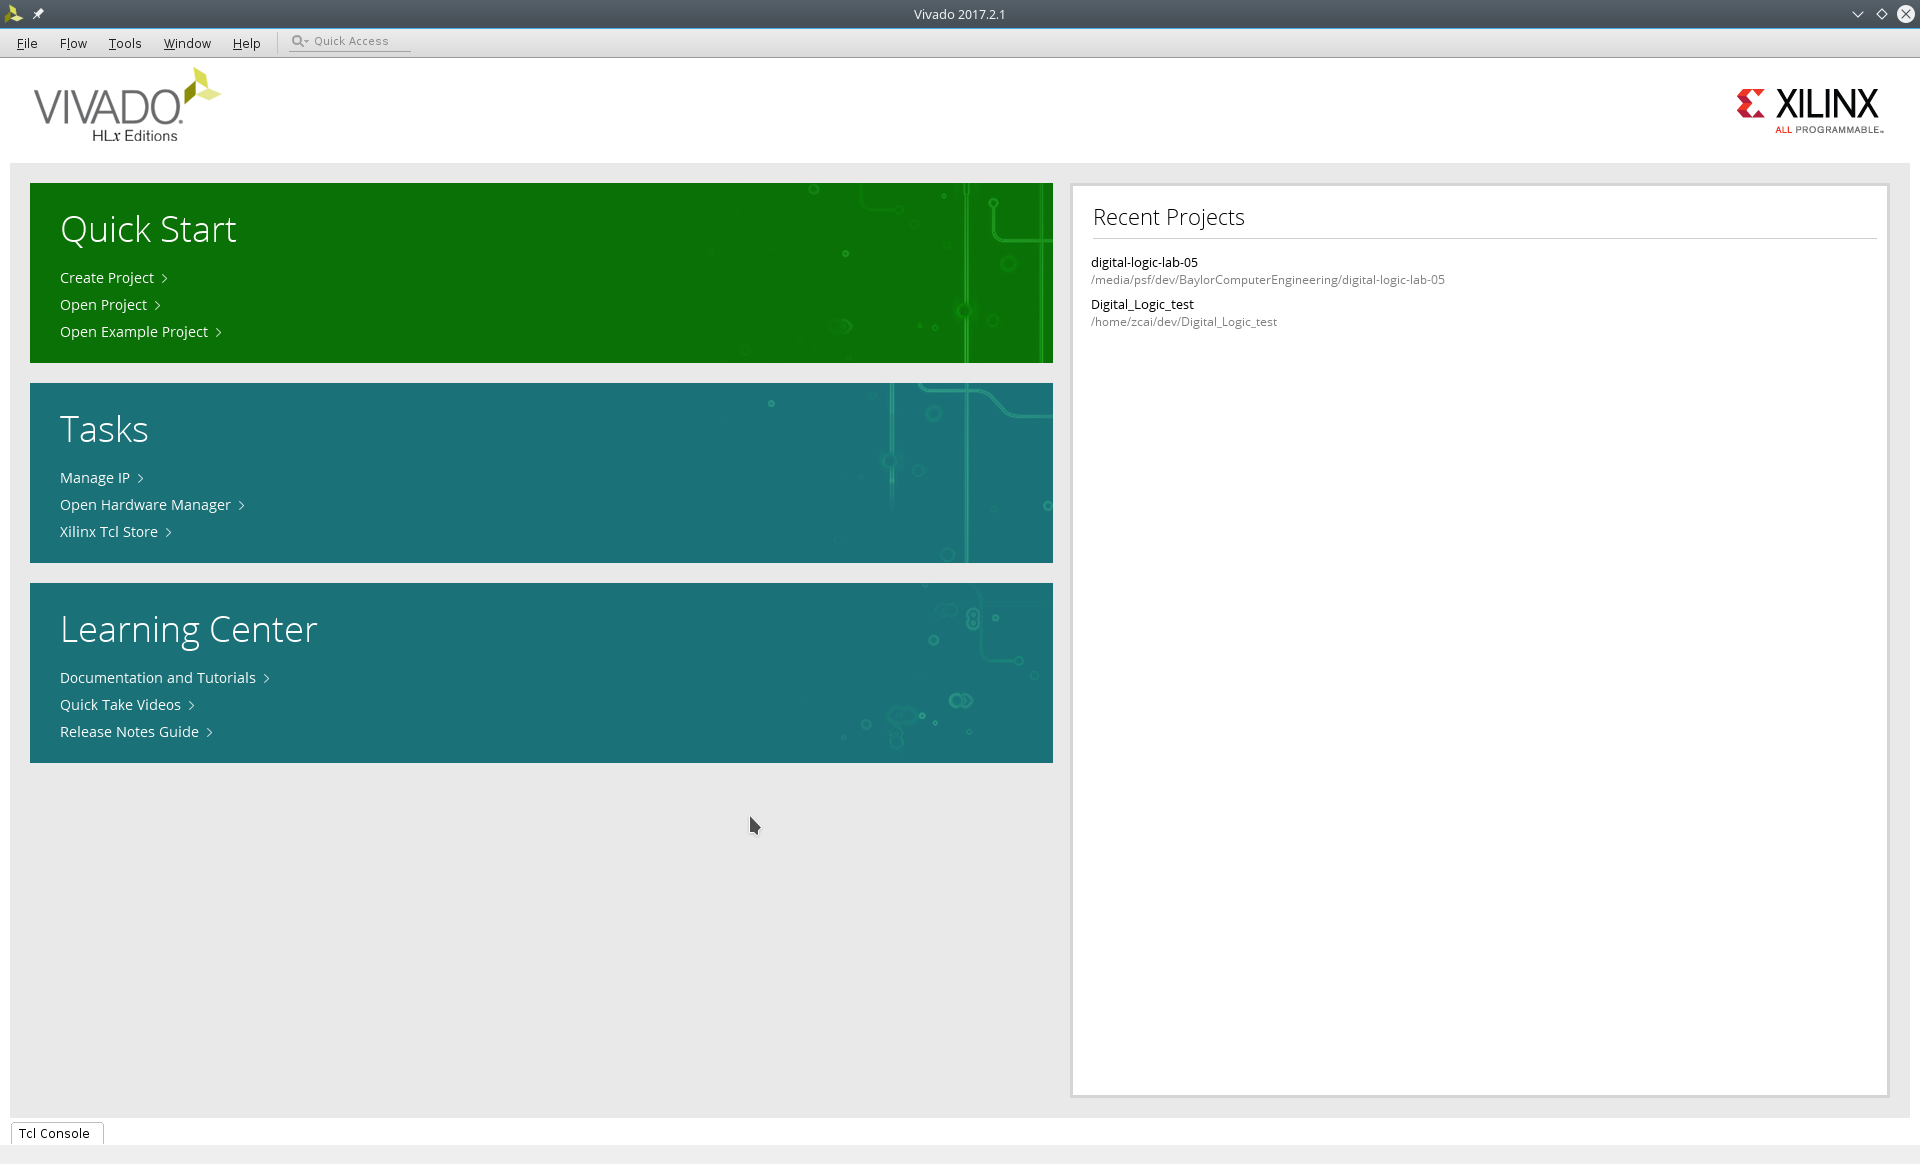 Vivado 2017.2.1
File Flow Tools Window Help Quick Access
VIVADO.
HLx Editions
XILINX
ALL PROGRAMMABLE™
Quick Start
Create Project
Open Project
Open Example Project
Tasks
Manage IP
Open Hardware Manager
Xilinx Tcl Store
Learning Center
Documentation and Tutorials
Quick Take Videos
Release Notes Guide
Recent Projects
digital-logic-lab-05
/media/psf/dev/BaylorComputerEngineering/digital-logic-lab-05
Digital_Logic_test
/home/zcai/dev/Digital_Logic_test
Tcl Console